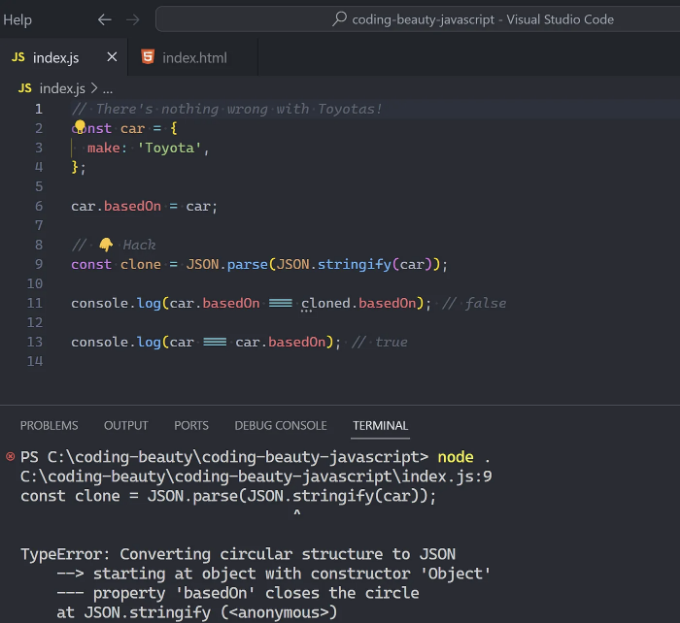 Help
coding-beauty-javascript - Visual Studio Code
JS index.js
index.html
JS index.js > ...
1 // There's nothing wrong with Toyotas!
2 const car = {
3 make: 'Toyota',
4 };
5
6 car.basedOn = car;
7
8 // 👇 Hack
9 const clone = JSON.parse(JSON.stringify(car));
10
11 console.log(car.basedOn === cloned.basedOn); // false
12
13 console.log(car === car.basedOn); // true
14
PROBLEMS OUTPUT PORTS DEBUG CONSOLE TERMINAL
PS C:\coding-beauty\coding-beauty-javascript> node .
C:\coding-beauty\coding-beauty-javascript\index.js:9
const clone = JSON.parse(JSON.stringify(car));
^
TypeError: Converting circular structure to JSON
--> starting at object with constructor 'Object'
--- property 'basedOn' closes the circle
at JSON.stringify (<anonymous>)